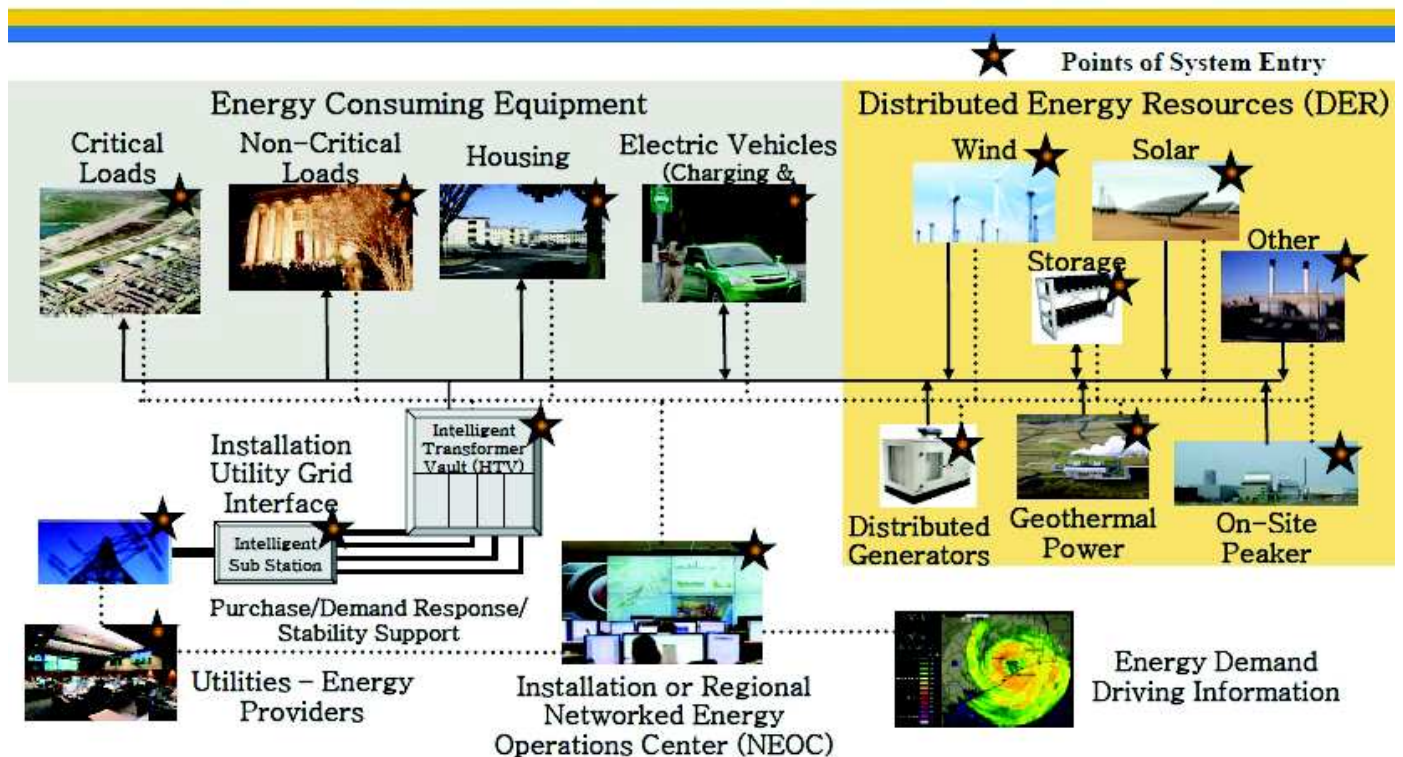 Points of System Entry
Energy Consuming Equipment
Distributed Energy Resources (DER)
Critical
Loads
Non-Critical
Loads
Housing
Electric Vehicles
(Charging &
Wind
Solar
Storage
Other
Intelligent
Transformer
Vault (HTV)
Installation
Utility Grid
Interface
Intelligent
Sub Station
Purchase/Demand Response/
Stability Support
Distributed
Generators
Geothermal
Power
On-Site
Peaker
Utilities – Energy
Providers
Installation or Regional
Networked Energy
Operations Center (NEOC)
Energy Demand
Driving Information